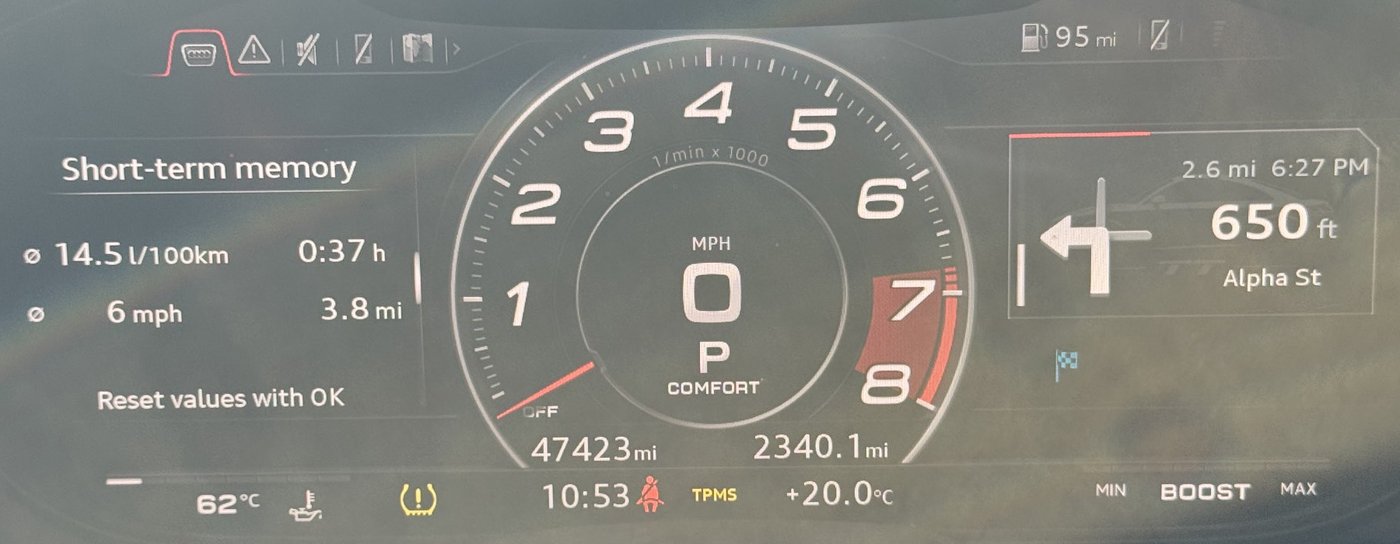 95 mi
Short-term memory
ø 14.5 l/100km 0:37 h
ø 6 mph 3.8 mi
Reset values with OK
1 2 3 4 5 6 7 8
1/min x 1000
MPH
0
P
COMFORT
OFF
47423 mi 2340.1 mi
2.6 mi 6:27 PM
650 ft
Alpha St
62°C
10:53 TPMS +20.0°C
MIN BOOST MAX